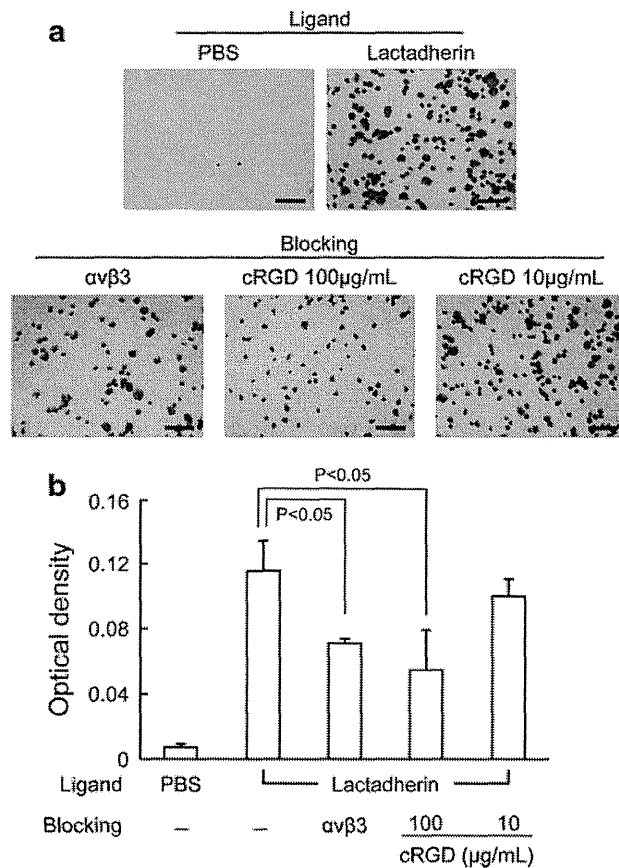 a
Ligand
PBS Lactadherin
Blocking
αvβ3 cRGD 100μg/mL cRGD 10μg/mL
b
P<0.05
P<0.05
0.16
0.12
0.08
0.04
0
Optical density
Ligand PBS Lactadherin
Blocking – – αvβ3 100 10
cRGD (μg/mL)